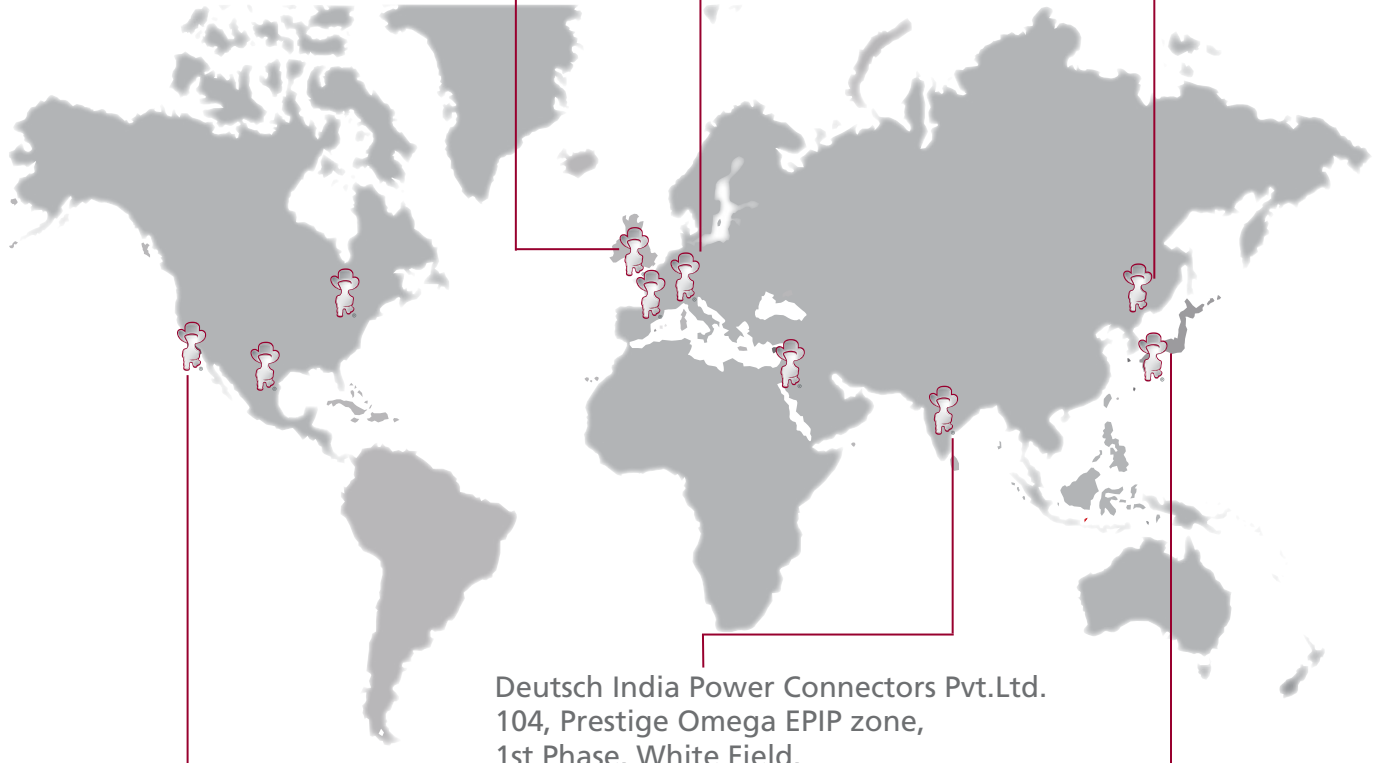 Deutsch India Power Connectors Pvt.Ltd.
104, Prestige Omega EPIP zone,
1st Phase, White Field,